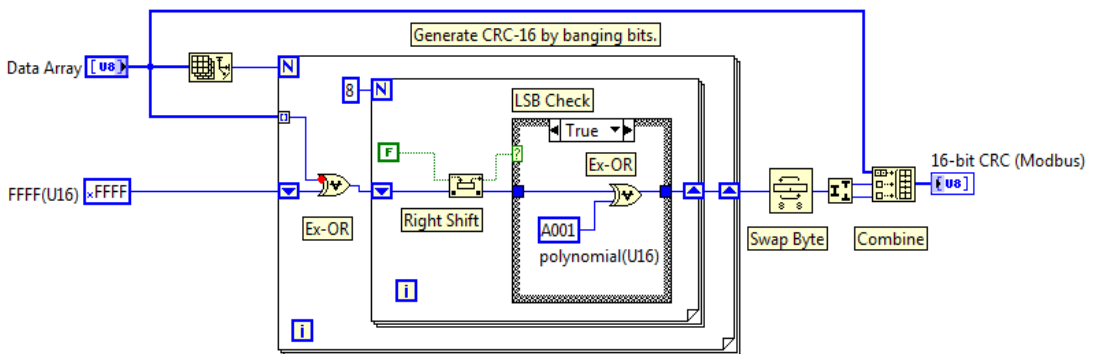 Generate CRC-16 by banging bits.
Data Array
U8
N
8
N
LSB Check
True
?
F
Ex-OR
16-bit CRC (Modbus)
U8
FFFF(U16)
×FFFF
Ex-OR
Right Shift
A001
polynomial(U16)
Swap Byte
Combine
i
i